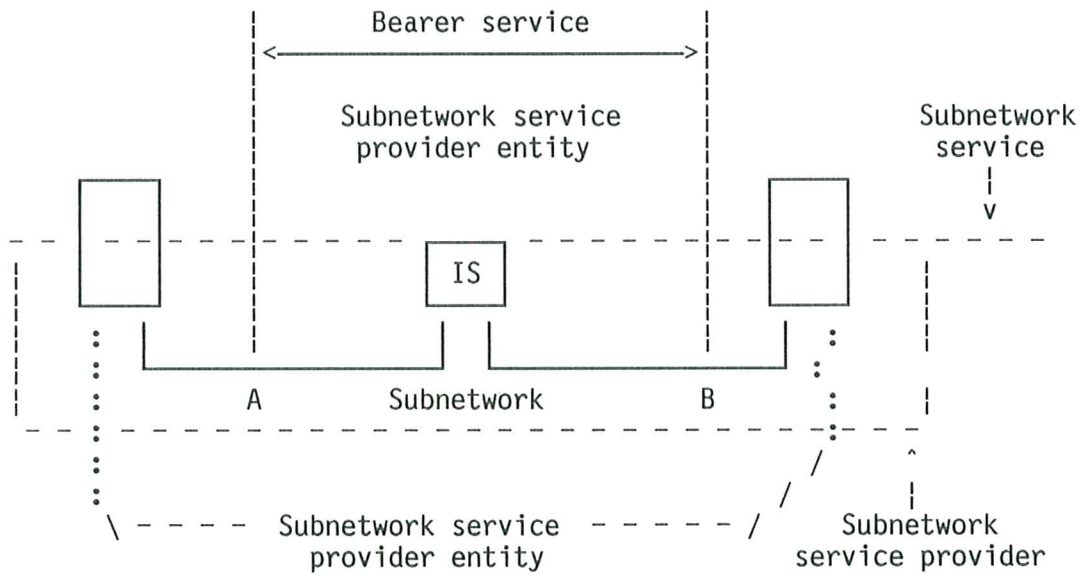 Bearer service
Subnetwork service
provider entity
Subnetwork
service
IS
A
Subnetwork
B
Subnetwork service
provider entity
Subnetwork
service provider